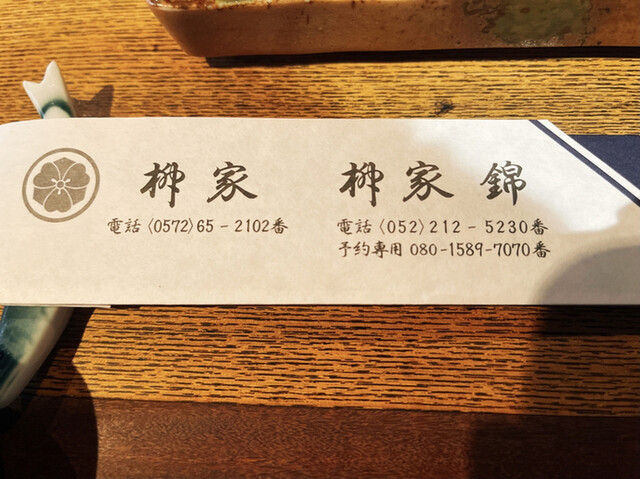 柳家
電話〈0572〉65－2102番
柳家 錦
電話〈052〉212－5230番
予約專用 080-1589-7070番